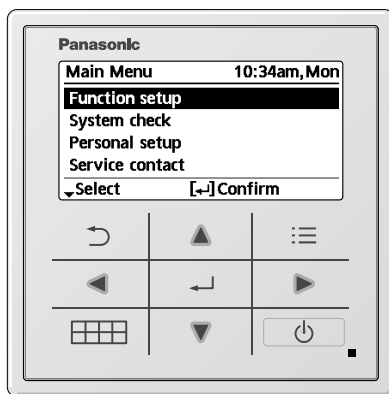 Panasonic
Main Menu 10:34am,Mon
Function setup
System check
Personal setup
Service contact
Select [↵]Confirm